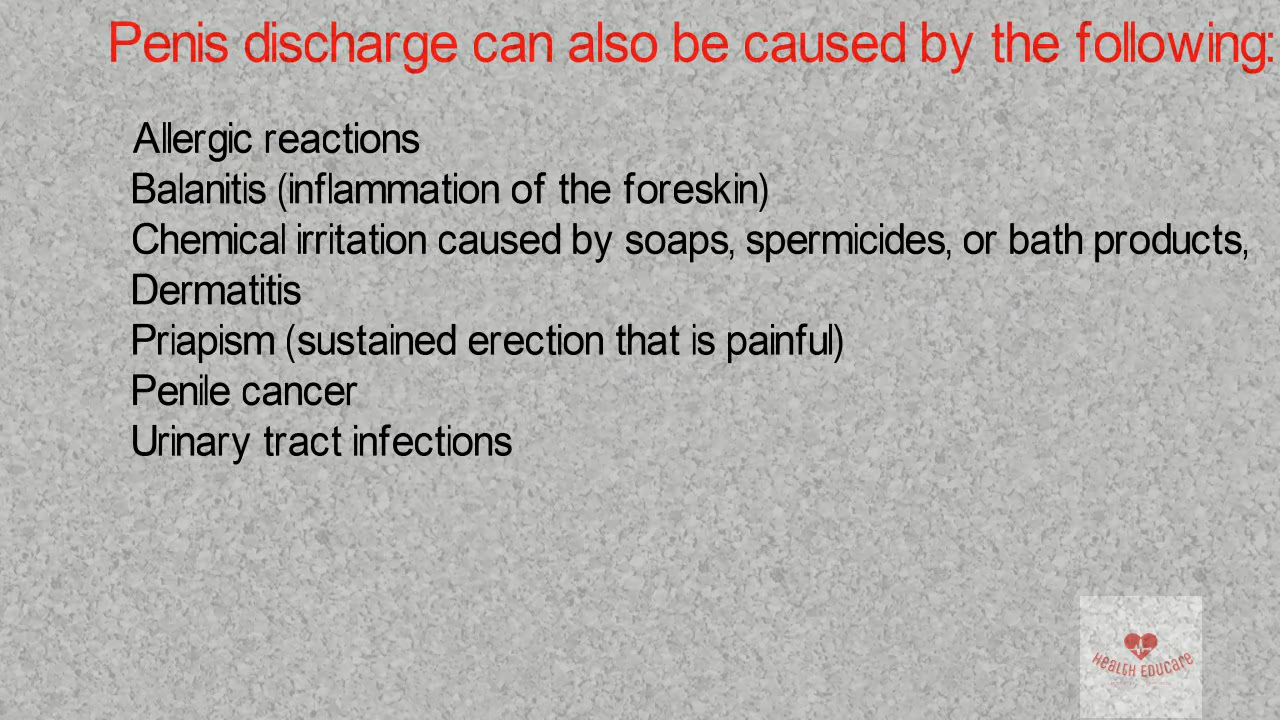 Penis discharge can also be caused by the following:
Allergic reactions
Balanitis (inflammation of the foreskin)
Chemical irritation caused by soaps, spermicides, or bath products,
Dermatitis
Priapism (sustained erection that is painful)
Penile cancer
Urinary tract infections
HEALTH EDUCARE